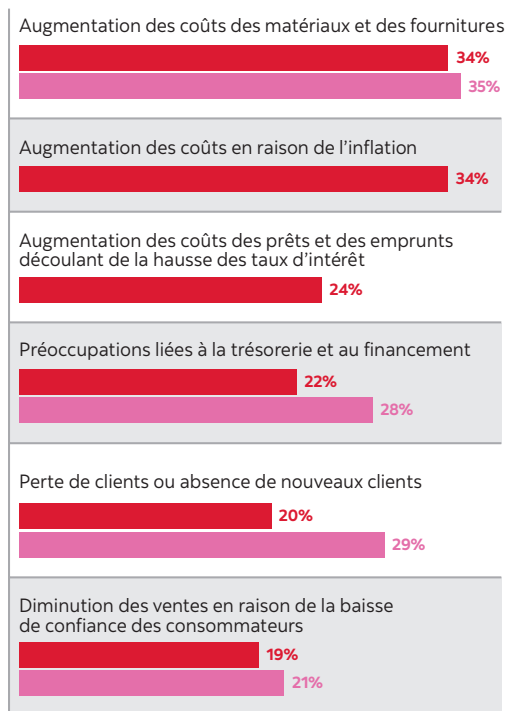 Augmentation des coûts des matériaux et des fournitures
34%
35%
Augmentation des coûts en raison de l’inflation
34%
Augmentation des coûts des prêts et des emprunts
découlant de la hausse des taux d’intérêt
24%
Préoccupations liées à la trésorerie et au financement
22%
28%
Perte de clients ou absence de nouveaux clients
20%
29%
Diminution des ventes en raison de la baisse
de confiance des consommateurs
19%
21%